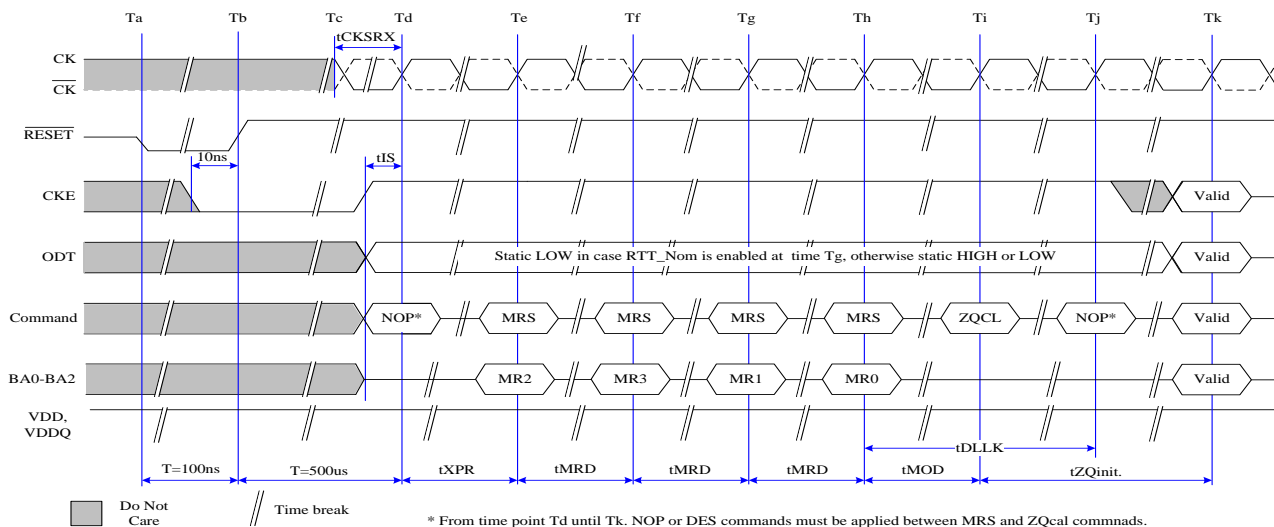 Ta Tb Tc Td Te Tf Tg Th Ti Tj Tk
tCKSRX
CK
CK
RESET
10ns tIS
CKE Valid
ODT Static LOW in case RTT_Nom is enabled at time Tg, otherwise static HIGH or LOW Valid
Command NOP* MRS MRS MRS MRS ZQCL NOP* Valid
BA0-BA2 MR2 MR3 MR1 MR0 Valid
VDD,
VDDQ
tDLLK
T=100ns T=500us tXPR tMRD tMRD tMRD tMOD tZQinit.
Do Not
Care
Time break
* From time point Td until Tk. NOP or DES commands must be applied between MRS and ZQcal commnads.